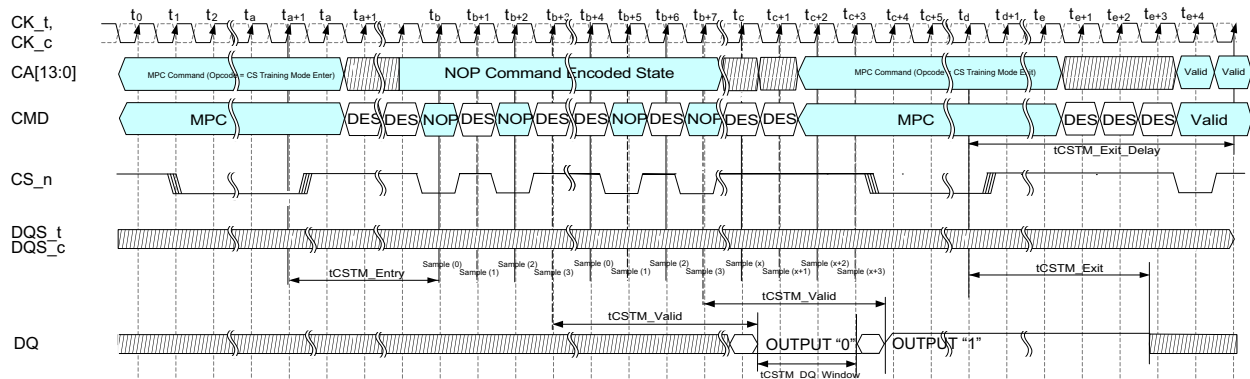 t0 t1 t2 ta ta+1 ta+1 tb tb+1 tb+2 tb+3 tb+4 tb+5 tb+6 tb+7 tc tc+1 tc+2 tc+3 tc+4 tc+5 td td+1 te te+1 te+2 te+3 te+4
CK_t,
CK_c
CA[13:0] MPC Command (Opcode = CS Training Mode Enter) NOP Command Encoded State MPC Command (Opcode = CS Training Mode Exit) Valid Valid
CMD MPC DES DES NOP DES NOP DES DES NOP DES NOP DES DES MPC DES DES DES Valid
tCSTM_Exit_Delay
CS_n
DQS_t
DQS_c
Sample (0) Sample (1) Sample (2) Sample (3) Sample (0) Sample (1) Sample (2) Sample (3) Sample (x) Sample (x+1) Sample (x+2) Sample (x+3)
tCSTM_Entry tCSTM_Exit
tCSTM_Valid
tCSTM_Valid
DQ OUTPUT “0” OUTPUT “1”
tCSTM_DQ_Window